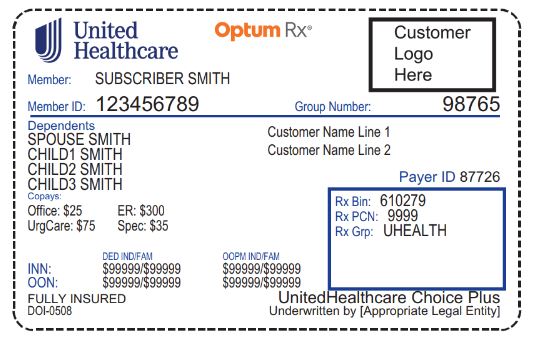 United
Healthcare
Optum Rx®
Customer
Logo
Here
Member: SUBSCRIBER SMITH
Member ID: 123456789 Group Number: 98765
Dependents
SPOUSE SMITH
CHILD1 SMITH
CHILD2 SMITH
CHILD3 SMITH
Customer Name Line 1
Customer Name Line 2
Payer ID 87726
Copays:
Office: $25 ER: $300
UrgCare: $75 Spec: $35
Rx Bin: 610279
Rx PCN: 9999
Rx Grp: UHEALTH
DED IND/FAM OOPM IND/FAM
INN: $99999/$99999 $99999/$99999
OON: $99999/$99999 $99999/$99999
FULLY INSURED UnitedHealthcare Choice Plus
DOI-0508 Underwritten by [Appropriate Legal Entity]